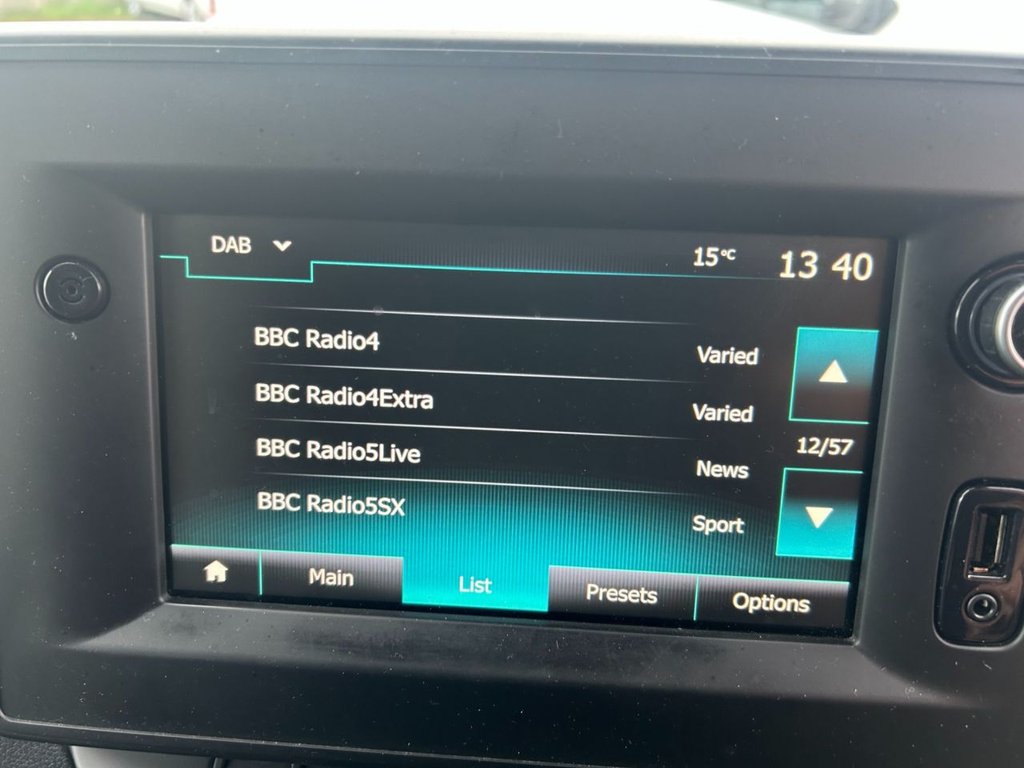 DAB 15°C 13 40
BBC Radio4 Varied
BBC Radio4Extra Varied
12/57
BBC Radio5Live News
BBC Radio5SX Sport
Main List Presets Options